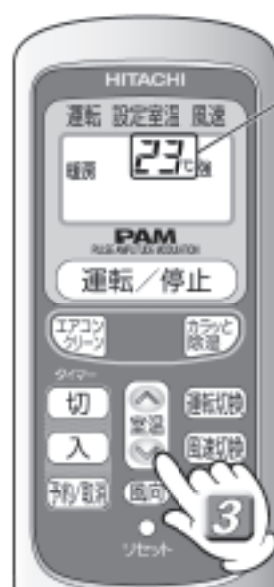 HITACHI
運転 設定室温 風速
暖房 23℃ 強
PAM
PULSE AMPLITUDE MODULATION
運転／停止
エアコン クリーン
カラッと 除湿
タイマー
切 運転切換
室温
入 風速切換
予約/取消 風向
3
リセット